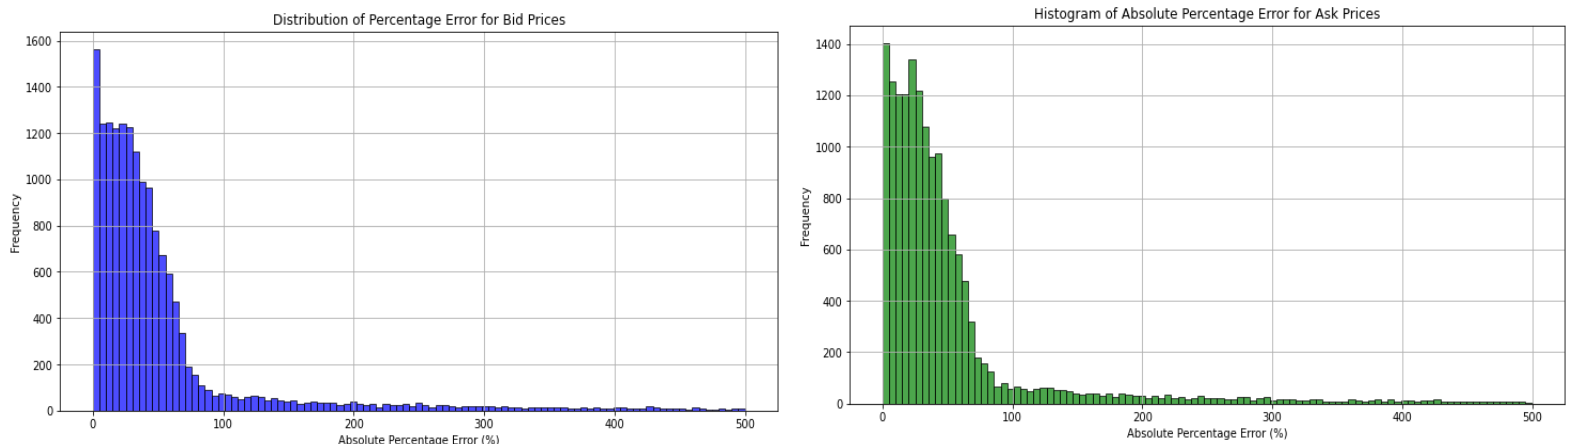 Distribution of Percentage Error for Bid Prices
Frequency
1600
1400
1200
1000
800
600
400
200
0
0 100 200 300 400 500
Absolute Percentage Error (%)
Histogram of Absolute Percentage Error for Ask Prices
Frequency
1400
1200
1000
800
600
400
200
0
0 100 200 300 400 500
Absolute Percentage Error (%)